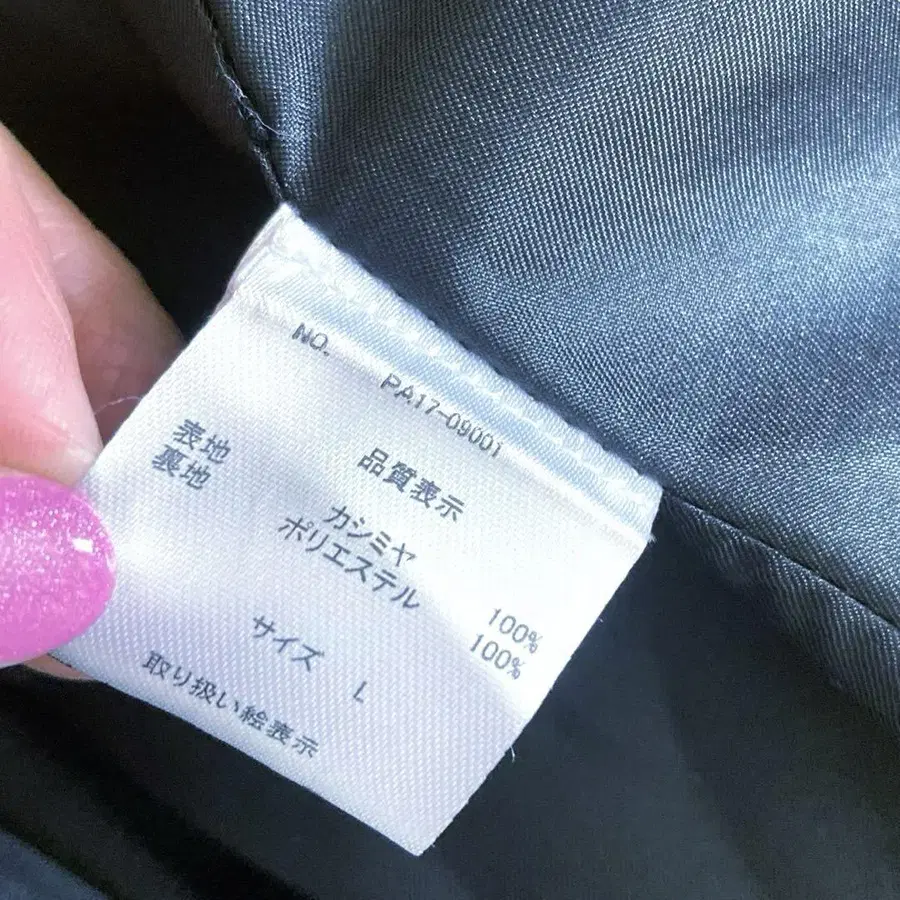 NO. PA17-09001
品質表示
表地 カシミヤ 100%
裏地 ポリエステル 100%
サイズ L
取り扱い絵表示